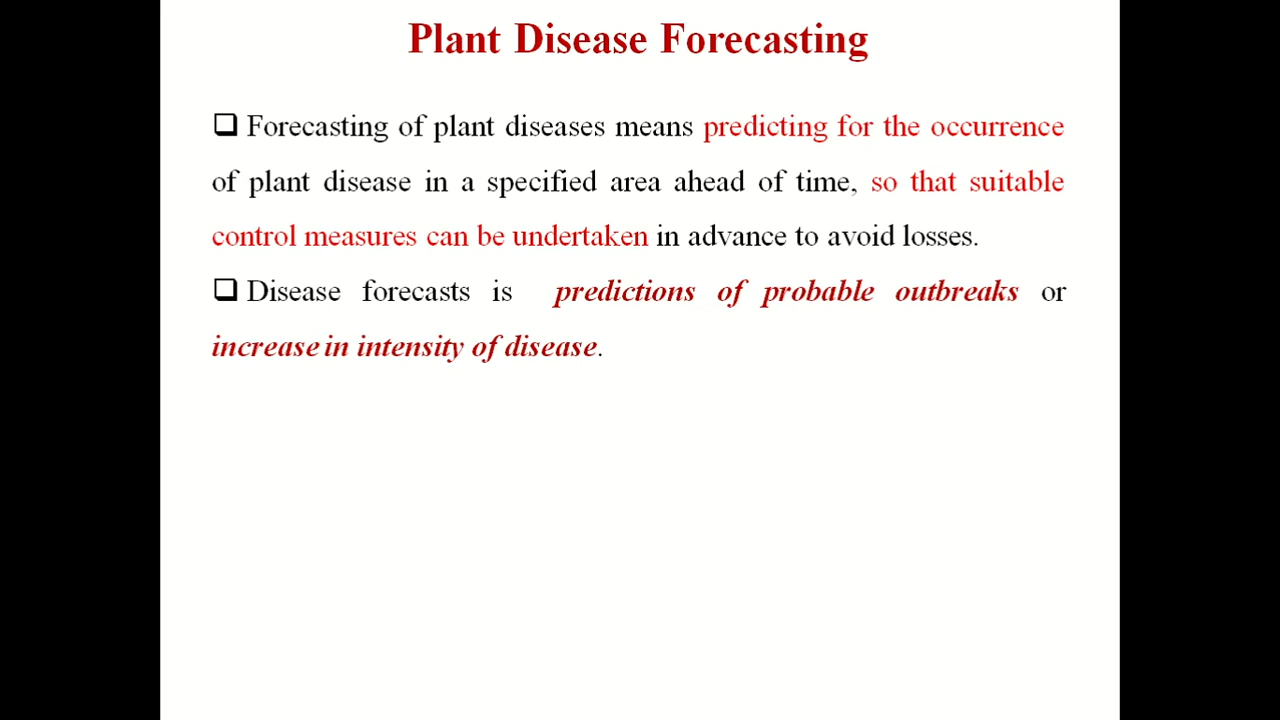 Plant Disease Forecasting
❑ Forecasting of plant diseases means predicting for the occurrence
of plant disease in a specified area ahead of time, so that suitable
control measures can be undertaken in advance to avoid losses.
❑ Disease forecasts is predictions of probable outbreaks or
increase in intensity of disease.